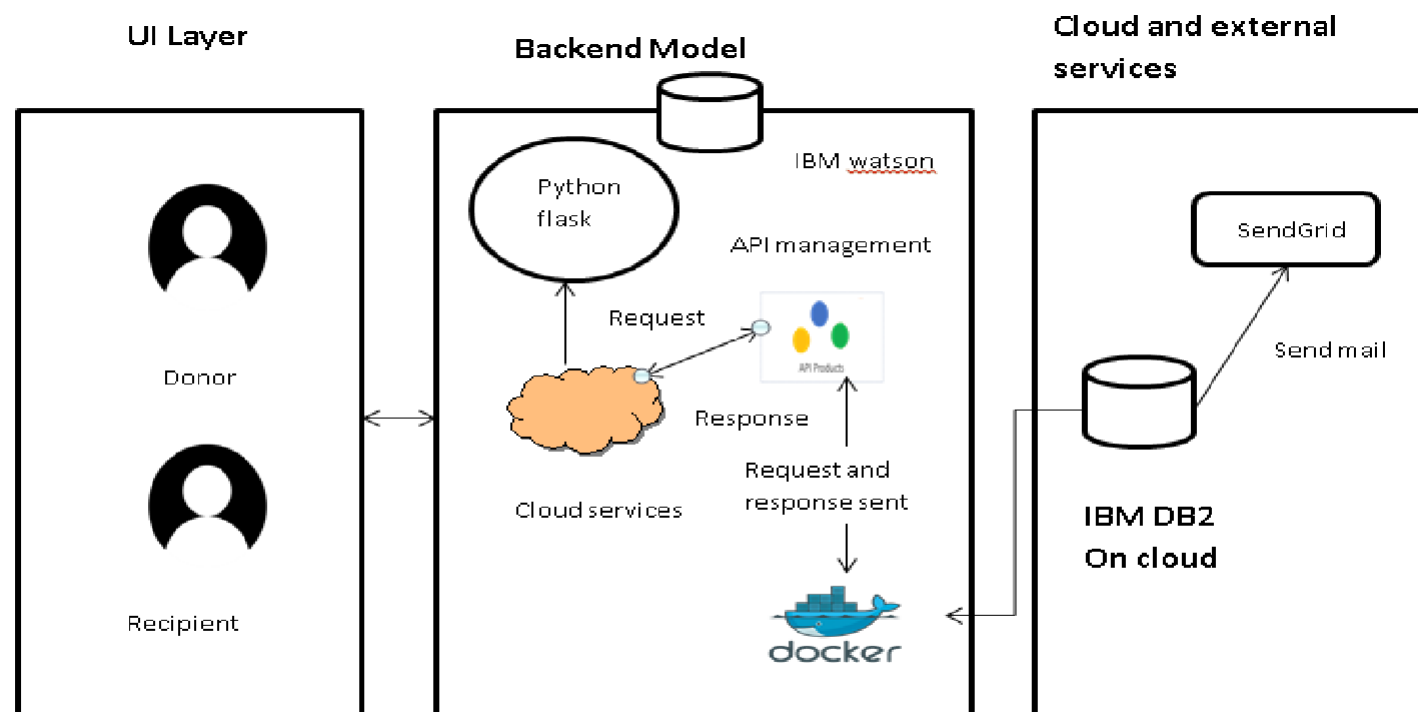 UI Layer
Donor
Recipient
Backend Model
Python
flask
IBM watson
API management
Request
API Products
Response
Cloud services
Request and
response sent
docker
Cloud and external
services
SendGrid
Send mail
IBM DB2
On cloud